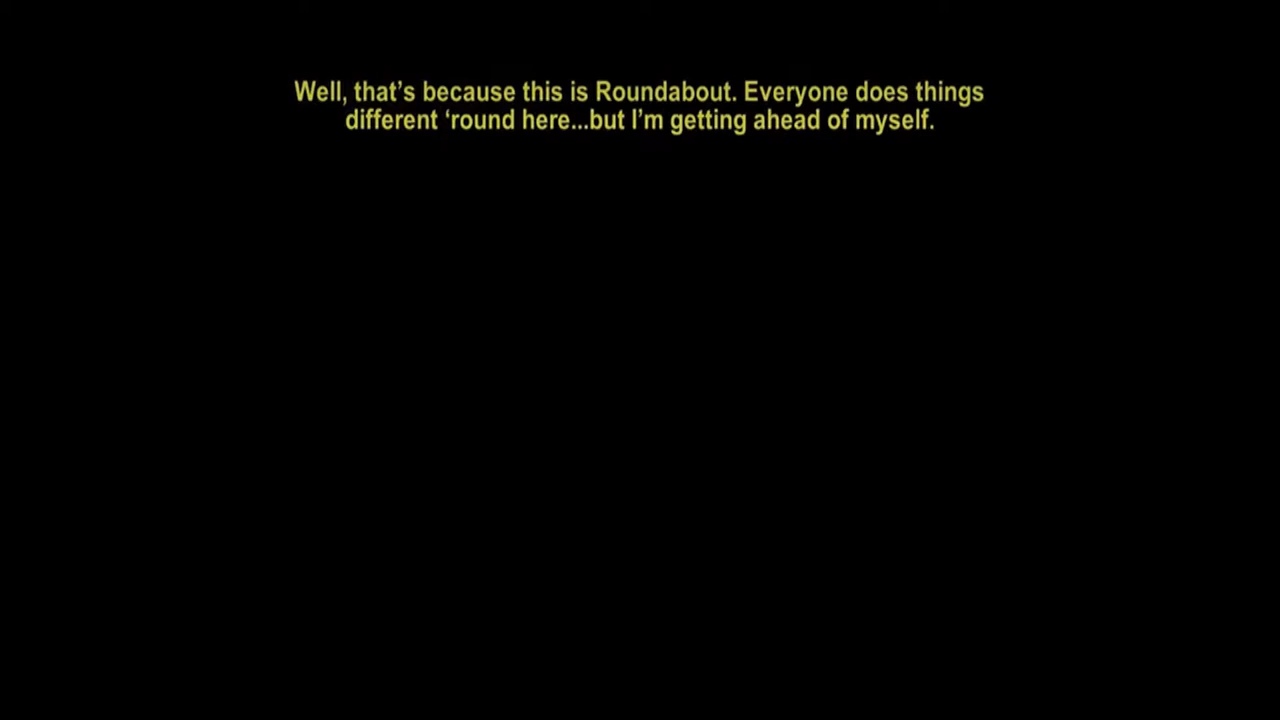 Well, that’s because this is Roundabout. Everyone does things
different ‘round here...but I’m getting ahead of myself.